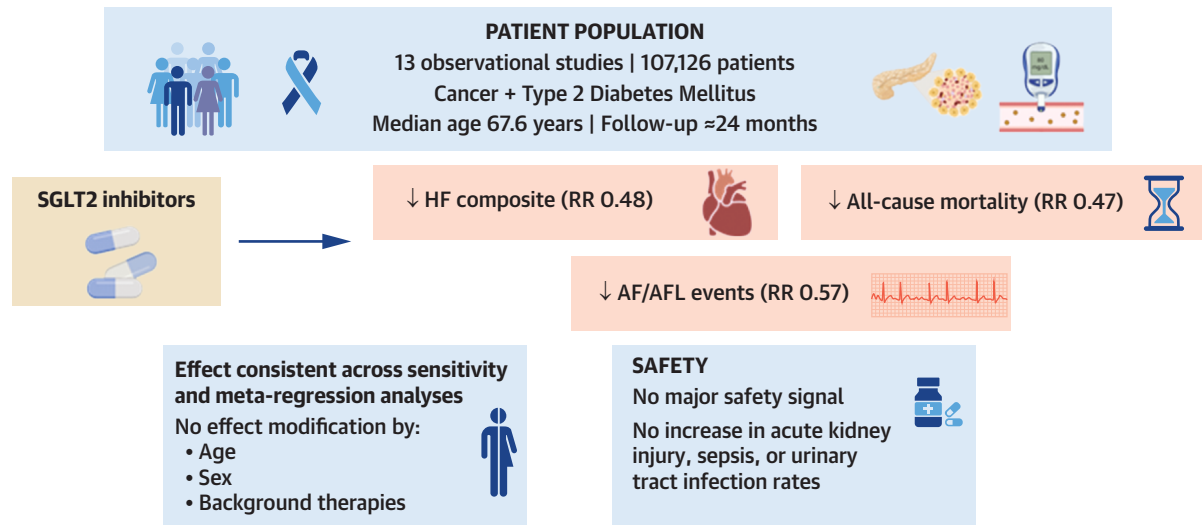 PATIENT POPULATION
13 observational studies | 107,126 patients
Cancer + Type 2 Diabetes Mellitus
Median age 67.6 years | Follow-up ≈24 months
SGLT2 inhibitors
↓ HF composite (RR 0.48)
↓ All-cause mortality (RR 0.47)
↓ AF/AFL events (RR 0.57)
Effect consistent across sensitivity
and meta-regression analyses
No effect modification by:
• Age
• Sex
• Background therapies
SAFETY
No major safety signal
No increase in acute kidney
injury, sepsis, or urinary
tract infection rates